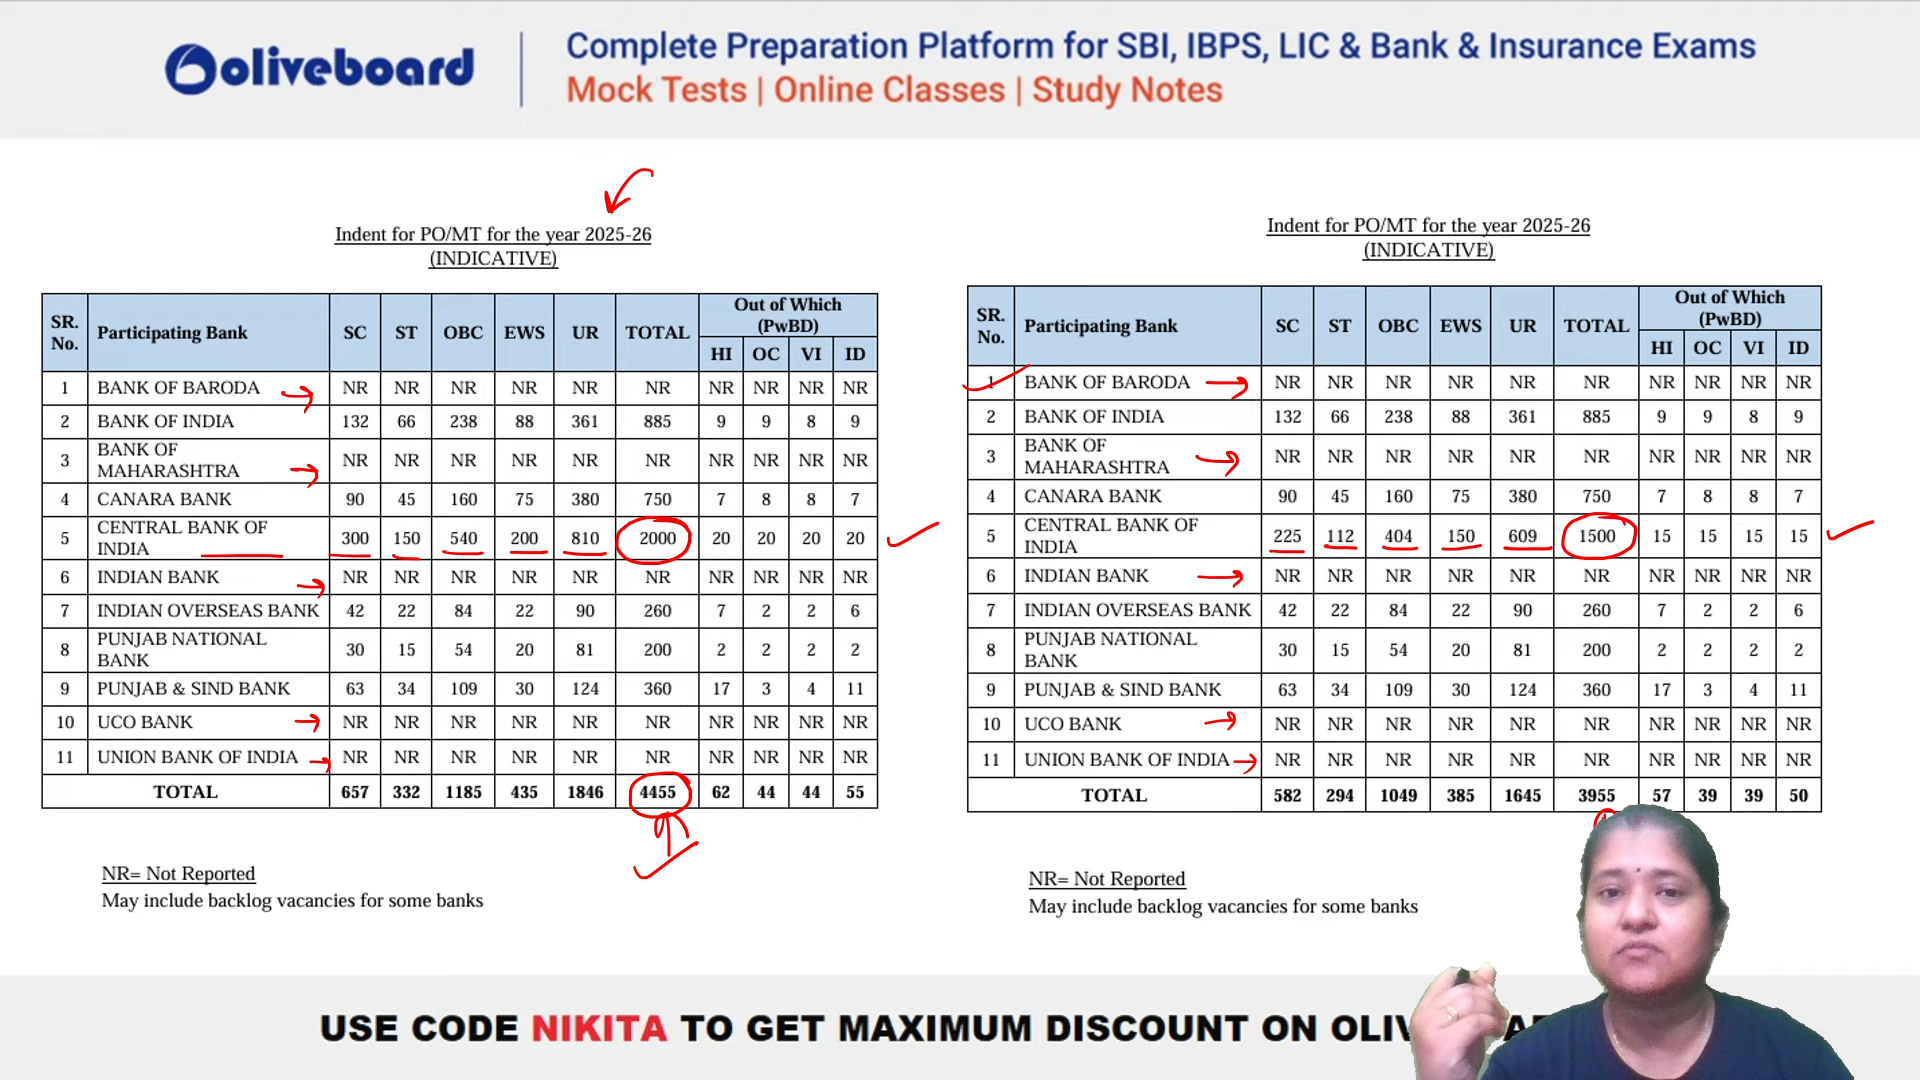 oliveboard
Complete Preparation Platform for SBI, IBPS, LIC & Bank & Insurance Exams
Mock Tests | Online Classes | Study Notes
Indent for PO/MT for the year 2025-26
(INDICATIVE)
SR. No. Participating Bank SC ST OBC EWS UR TOTAL Out of Which (PwBD)
HI OC VI ID
1 BANK OF BARODA NR NR NR NR NR NR NR NR NR NR
2 BANK OF INDIA 132 66 238 88 361 885 9 9 8 9
3 BANK OF MAHARASHTRA NR NR NR NR NR NR NR NR NR NR
4 CANARA BANK 90 45 160 75 380 750 7 8 8 7
5 CENTRAL BANK OF INDIA 300 150 540 200 810 2000 20 20 20 20
6 INDIAN BANK NR NR NR NR NR NR NR NR NR NR
7 INDIAN OVERSEAS BANK 42 22 84 22 90 260 7 2 2 6
8 PUNJAB NATIONAL BANK 30 15 54 20 81 200 2 2 2 2
9 PUNJAB & SIND BANK 63 34 109 30 124 360 17 3 4 11
10 UCO BANK NR NR NR NR NR NR NR NR NR NR
11 UNION BANK OF INDIA NR NR NR NR NR NR NR NR NR NR
TOTAL 657 332 1185 435 1846 4455 62 44 44 55
NR= Not Reported
May include backlog vacancies for some banks
Indent for PO/MT for the year 2025-26
(INDICATIVE)
SR. No. Participating Bank SC ST OBC EWS UR TOTAL Out of Which (PwBD)
HI OC VI ID
1 BANK OF BARODA NR NR NR NR NR NR NR NR NR NR
2 BANK OF INDIA 132 66 238 88 361 885 9 9 8 9
3 BANK OF MAHARASHTRA NR NR NR NR NR NR NR NR NR NR
4 CANARA BANK 90 45 160 75 380 750 7 8 8 7
5 CENTRAL BANK OF INDIA 225 112 404 150 609 1500 15 15 15 15
6 INDIAN BANK NR NR NR NR NR NR NR NR NR NR
7 INDIAN OVERSEAS BANK 42 22 84 22 90 260 7 2 2 6
8 PUNJAB NATIONAL BANK 30 15 54 20 81 200 2 2 2 2
9 PUNJAB & SIND BANK 63 34 109 30 124 360 17 3 4 11
10 UCO BANK NR NR NR NR NR NR NR NR NR NR
11 UNION BANK OF INDIA NR NR NR NR NR NR NR NR NR NR
TOTAL 582 294 1049 385 1645 3955 57 39 39 50
NR= Not Reported
May include backlog vacancies for some banks
USE CODE NIKITA TO GET MAXIMUM DISCOUNT ON